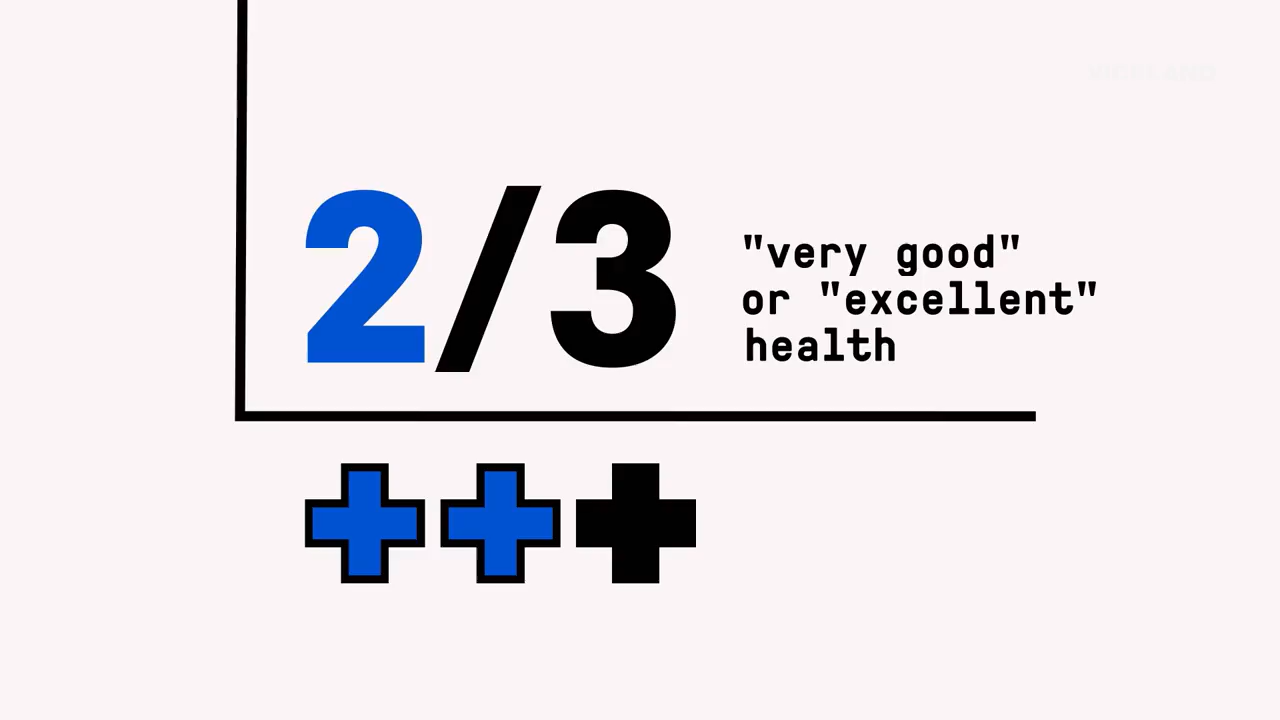 2/3
"very good"
or "excellent"
health